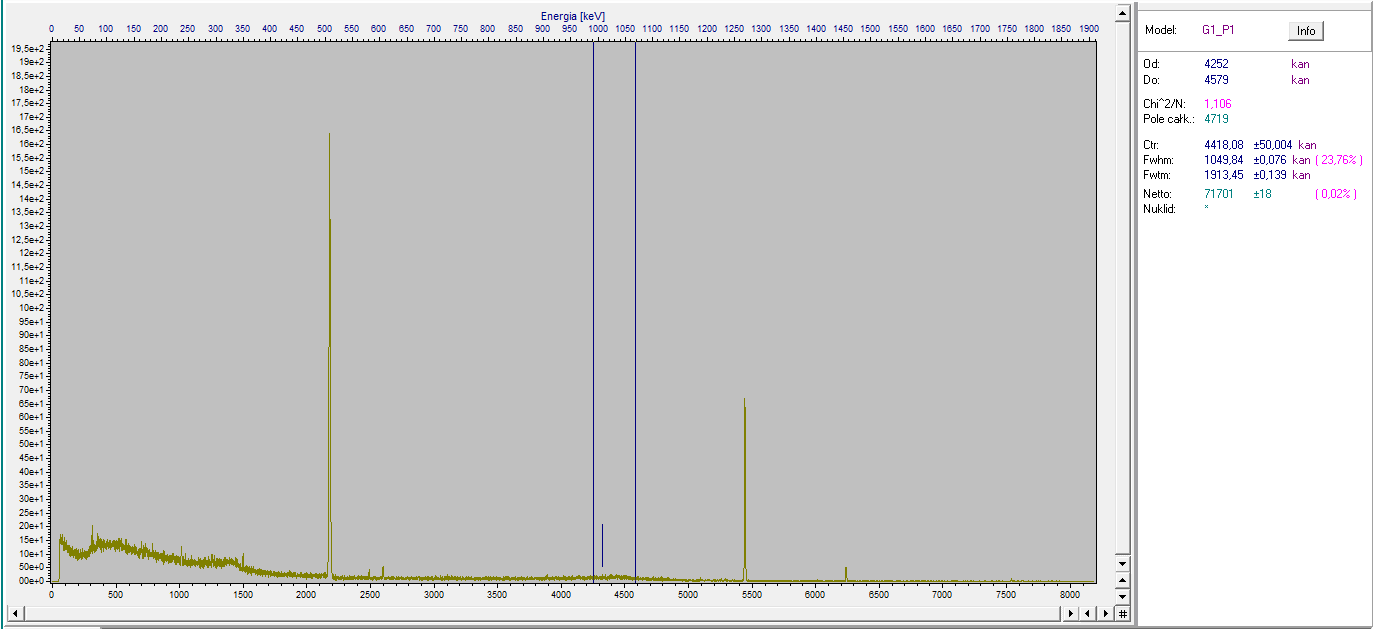 Energia [keV]
0 50 100 150 200 250 300 350 400 450 500 550 600 650 700 750 800 850 900 950 1000 1050 1100 1150 1200 1250 1300 1350 1400 1450 1500 1550 1600 1650 1700 1750 1800 1850 1900
19,5e+2
19e+2
18,5e+2
18e+2
17,5e+2
17e+2
16,5e+2
16e+2
15,5e+2
15e+2
14,5e+2
14e+2
13,5e+2
13e+2
12,5e+2
12e+2
11,5e+2
11e+2
10,5e+2
10e+2
95e+1
90e+1
85e+1
80e+1
75e+1
70e+1
65e+1
60e+1
55e+1
50e+1
45e+1
40e+1
35e+1
30e+1
25e+1
20e+1
15e+1
10e+1
50e+0
00e+0
0 500 1000 1500 2000 2500 3000 3500 4000 4500 5000 5500 6000 6500 7000 7500 8000
#
Model: G1_P1 Info
Od: 4252 kan
Do: 4579 kan
Chi^2/N: 1,106
Pole całk.: 4719
Ctr: 4418,08 ±50,004 kan
Fwhm: 1049,84 ±0,076 kan ( 23,76% )
Fwtm: 1913,45 ±0,139 kan
Netto: 71701 ±18 ( 0,02% )
Nuklid: *